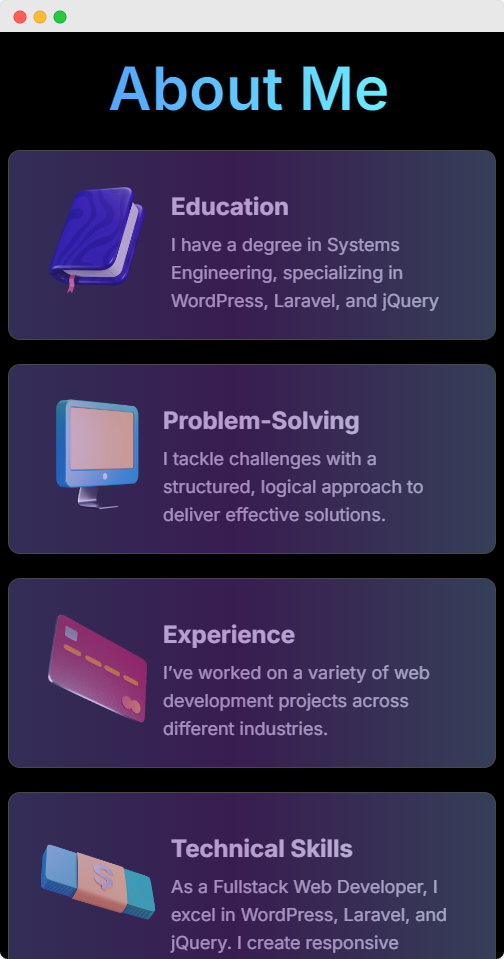 About Me
Education
I have a degree in Systems
Engineering, specializing in
WordPress, Laravel, and jQuery
Problem-Solving
I tackle challenges with a
structured, logical approach to
deliver effective solutions.
Experience
I’ve worked on a variety of web
development projects across
different industries.
$
Technical Skills
As a Fullstack Web Developer, I
excel in WordPress, Laravel, and
jQuery. I create responsive